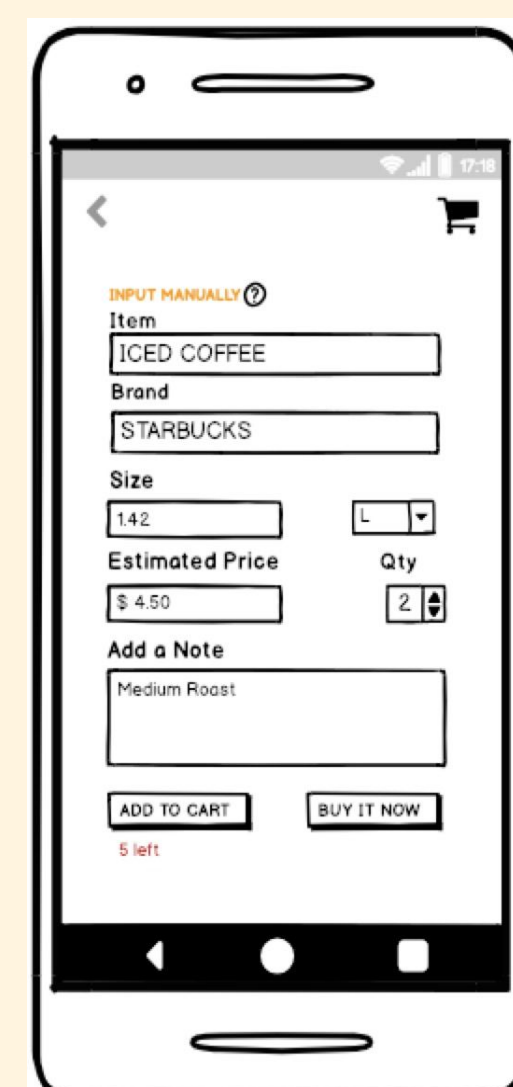 17:18
INPUT MANUALLY ?
Item
ICED COFFEE
Brand
STARBUCKS
Size
1.42 L
Estimated Price Qty
$ 4.50 2
Add a Note
Medium Roast
ADD TO CART BUY IT NOW
5 left